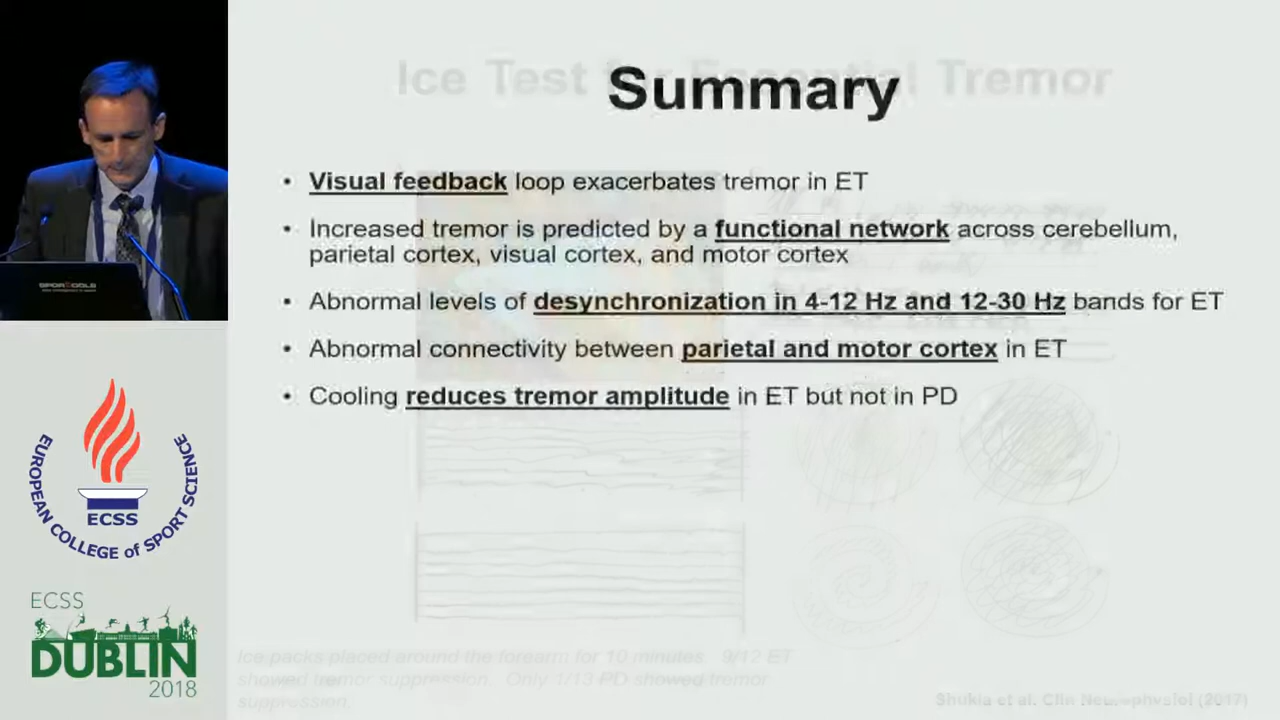 Ice Test for Essential Tremor
Summary
• Visual feedback loop exacerbates tremor in ET
• Increased tremor is predicted by a functional network across cerebellum,
parietal cortex, visual cortex, and motor cortex
• Abnormal levels of desynchronization in 4-12 Hz and 12-30 Hz bands for ET
• Abnormal connectivity between parietal and motor cortex in ET
• Cooling reduces tremor amplitude in ET but not in PD
Ice packs placed around the forearm for 10 minutes. 9/12 ET
showed tremor suppression. Only 1/13 PD showed tremor
suppression.
Shukla et al. Clin Neurophysiol (2017)
EUROPEAN COLLEGE of SPORT SCIENCE
ECSS
ECSS
DUBLIN
2018